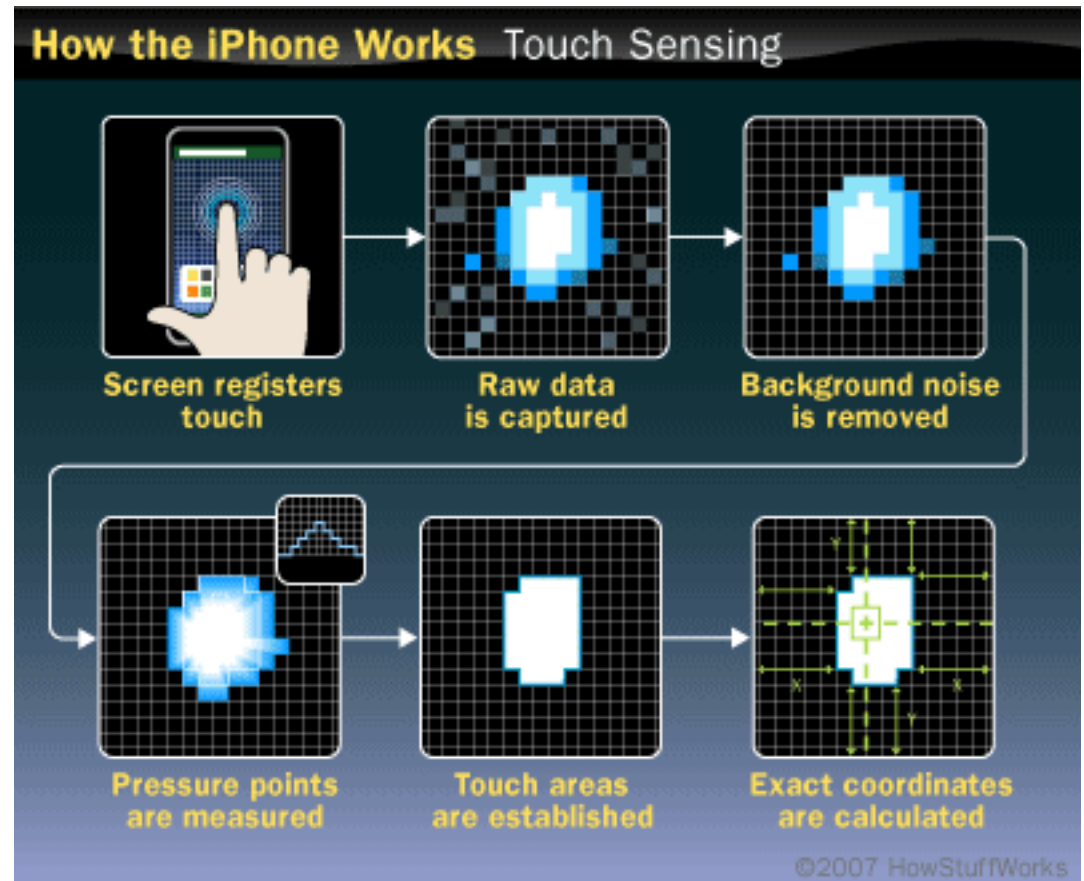 How the iPhone Works Touch Sensing
Screen registers
touch
Raw data
is captured
Background noise
is removed
Pressure points
are measured
Touch areas
are established
Exact coordinates
are calculated
Y
X
X
Y
©2007 HowStuffWorks